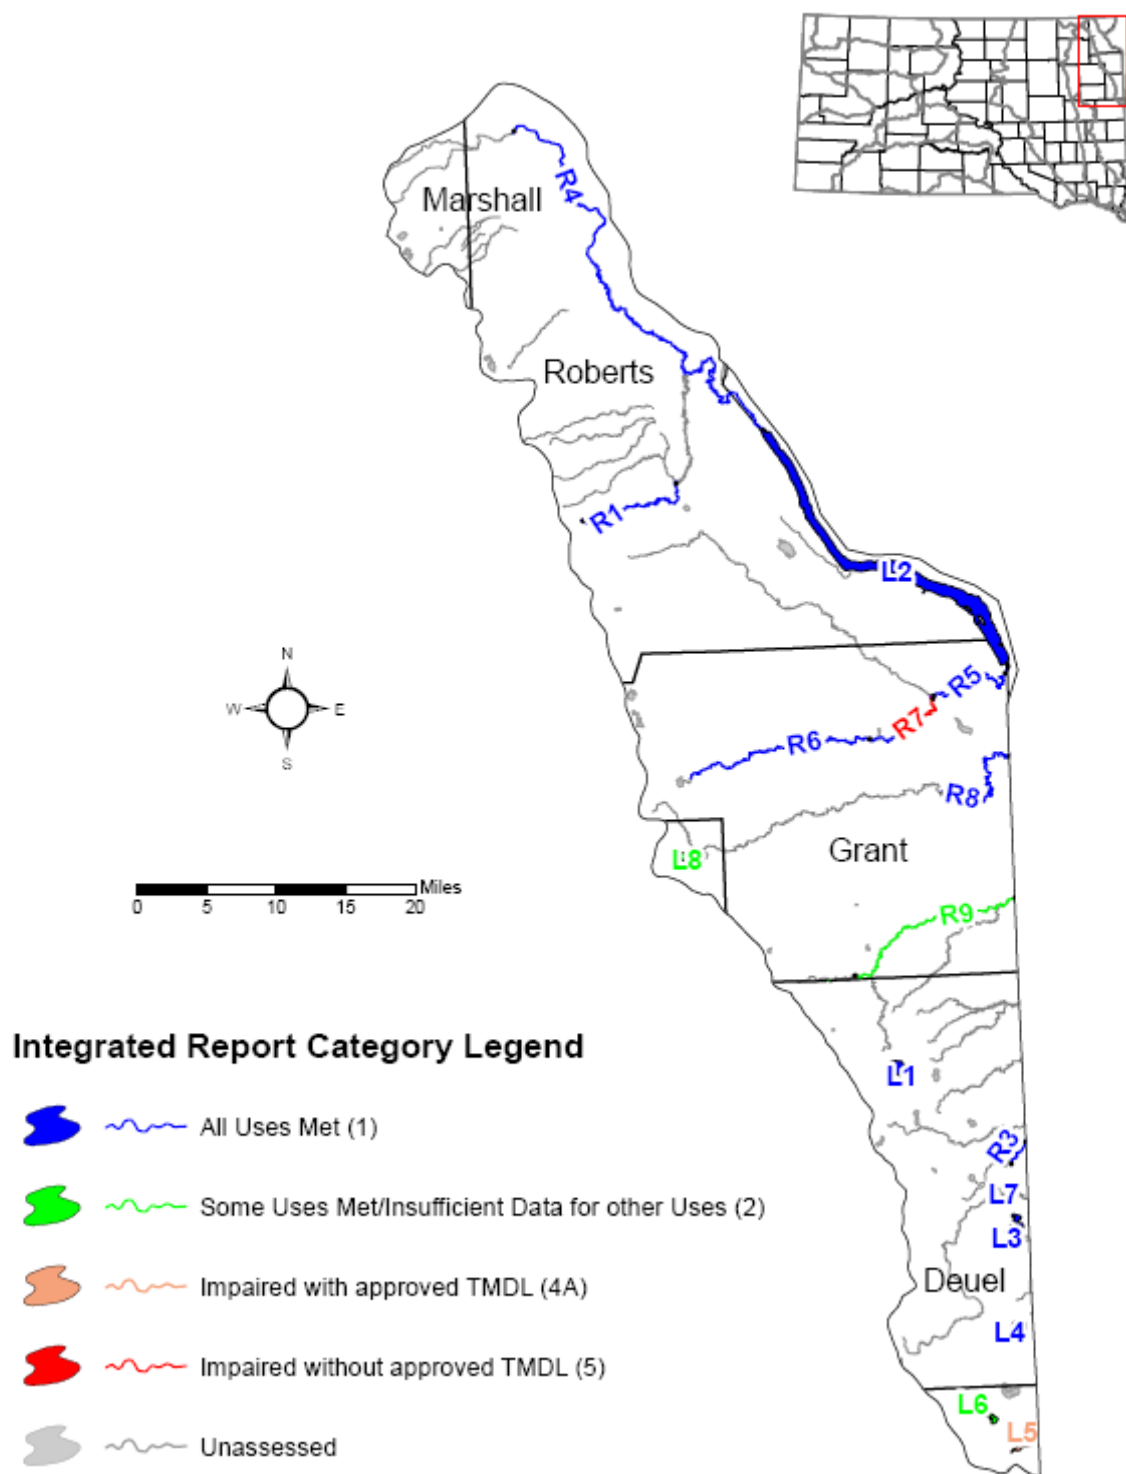 R4
Marshall
Roberts
R1
L2
N
W
E
S
R5
R7
R6
R8
L8
Grant
Miles
0 5 10 15 20
R9
Integrated Report Category Legend
L1
All Uses Met (1)
R3
L7
Some Uses Met/Insufficient Data for other Uses (2)
L3
Deuel
Impaired with approved TMDL (4A)
L4
Impaired without approved TMDL (5)
L6
L5
Unassessed